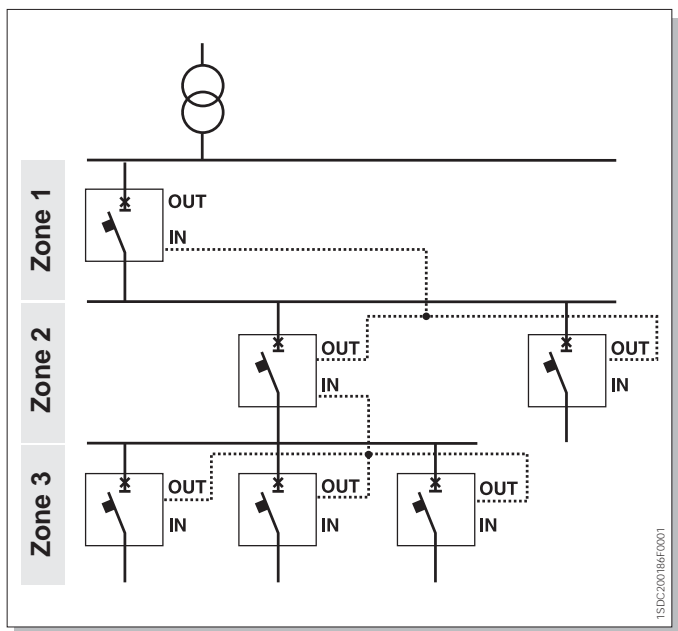 Zone 1
OUT
IN
Zone 2
OUT
IN
OUT
IN
Zone 3
OUT
IN
OUT
IN
OUT
IN
1SDC200186F0001